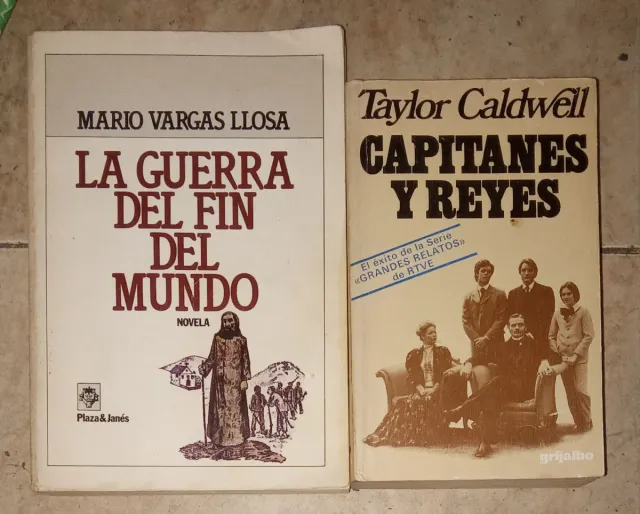 MARIO VARGAS LLOSA
LA GUERRA
DEL FIN
DEL
MUNDO
NOVELA
Plaza & Janés
Taylor Caldwell
CAPITANES
Y REYES
El éxito de la Serie
«GRANDES RELATOS»
de RTVE
grijalbo